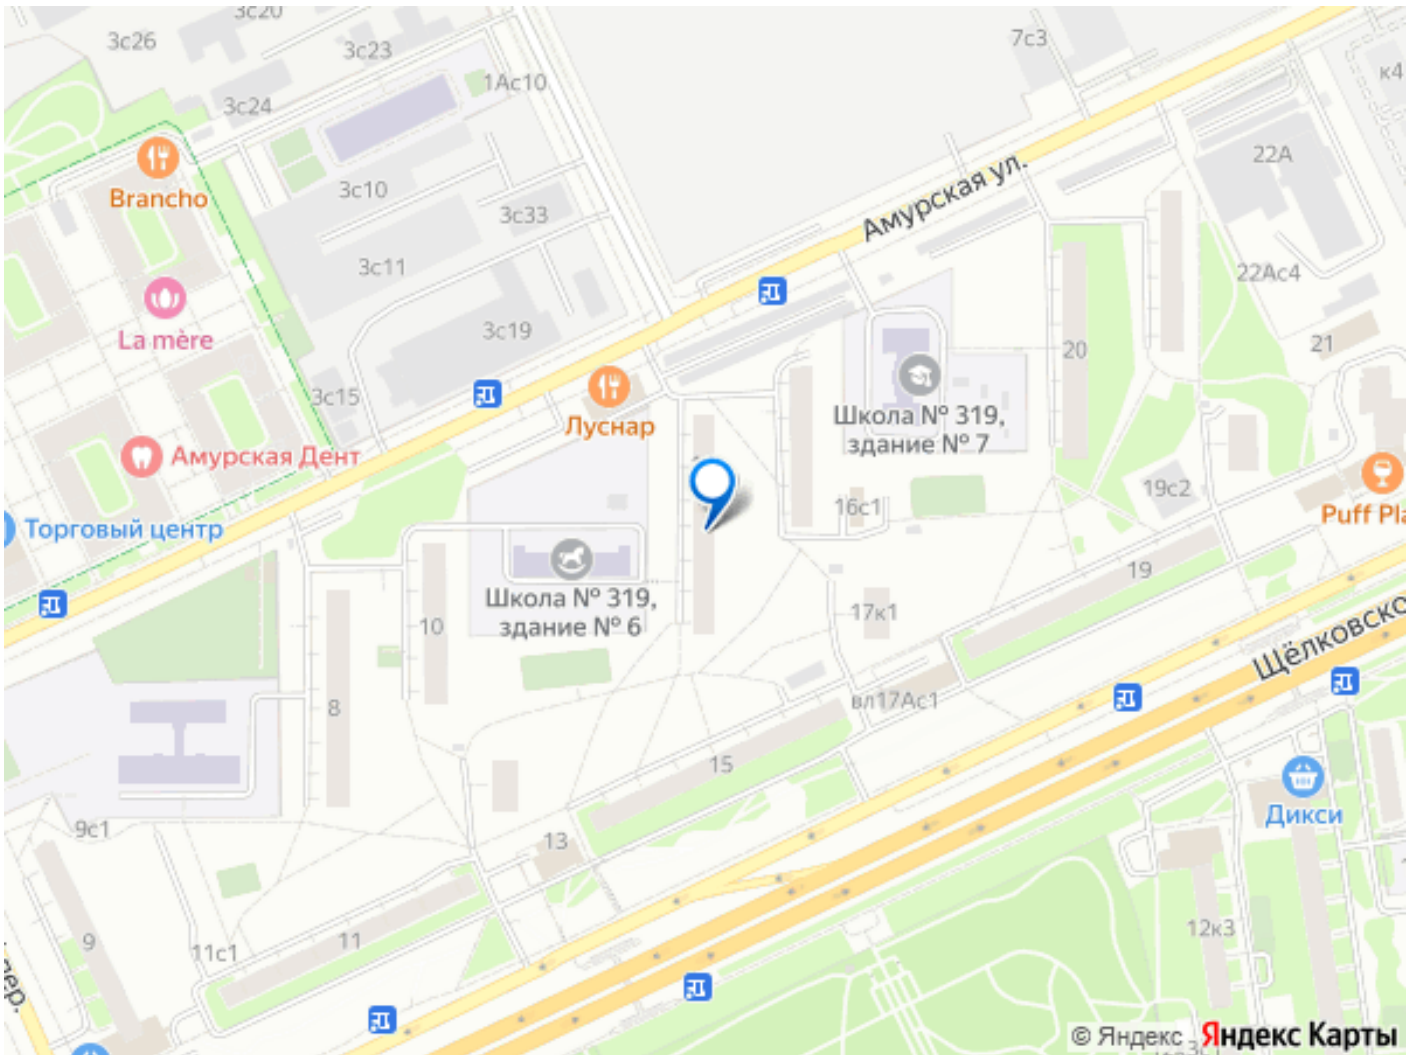 3с20
3с26
3с23
7с3
к4
1Ас10
3с24
22А
Brancho
3с10
3с33
Амурская ул.
3с11
22Ас4
La mère
3с19
21
20
3с15
Луснар
Школа № 319,
здание № 7
Амурская Дент
19с2
16с1
Puff Pla
Торговый центр
19
Школа № 319,
здание № 6
10
17к1
Щёлковско
8
вл17Ас1
15
Дикси
9с1
13
12к3
9
11с1
11
пер.
© Яндекс Яндекс Карты